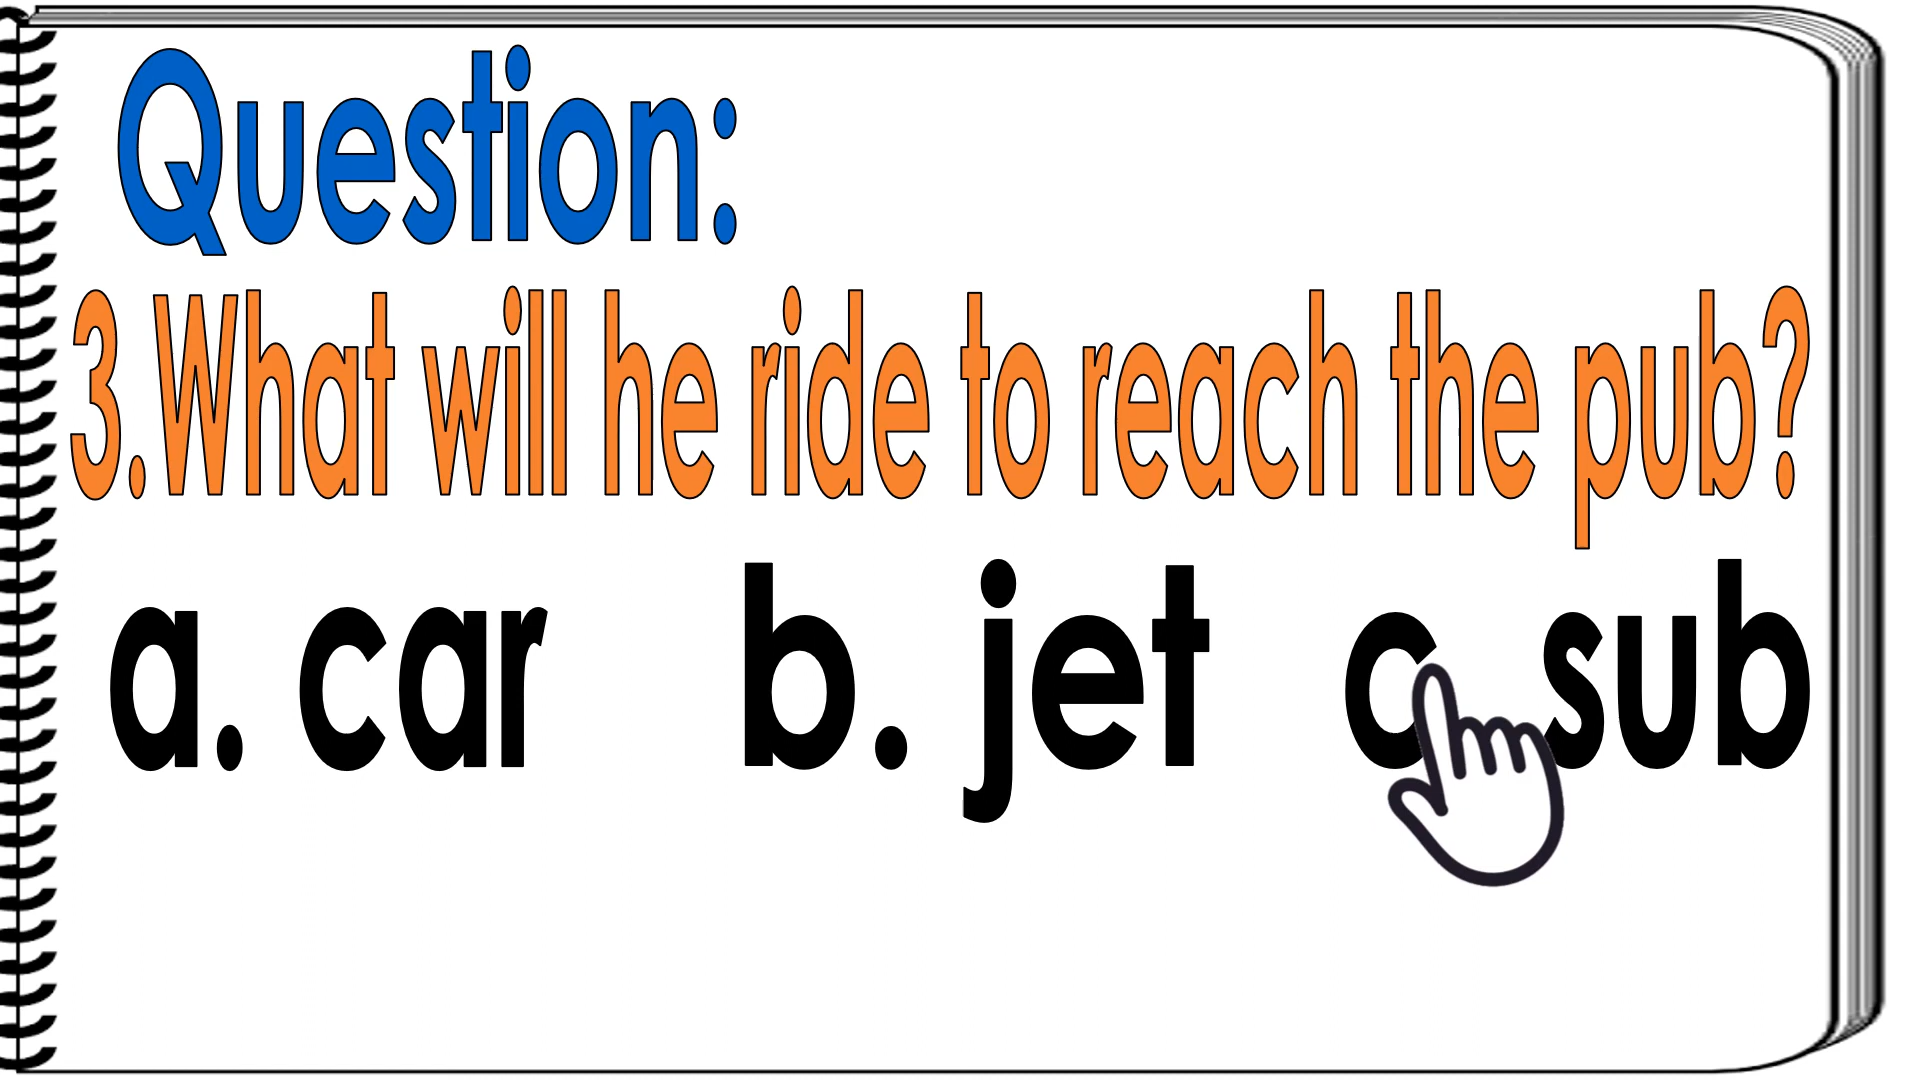 Question:
3.What will he ride to reach the pub?
a. car b. jet c sub